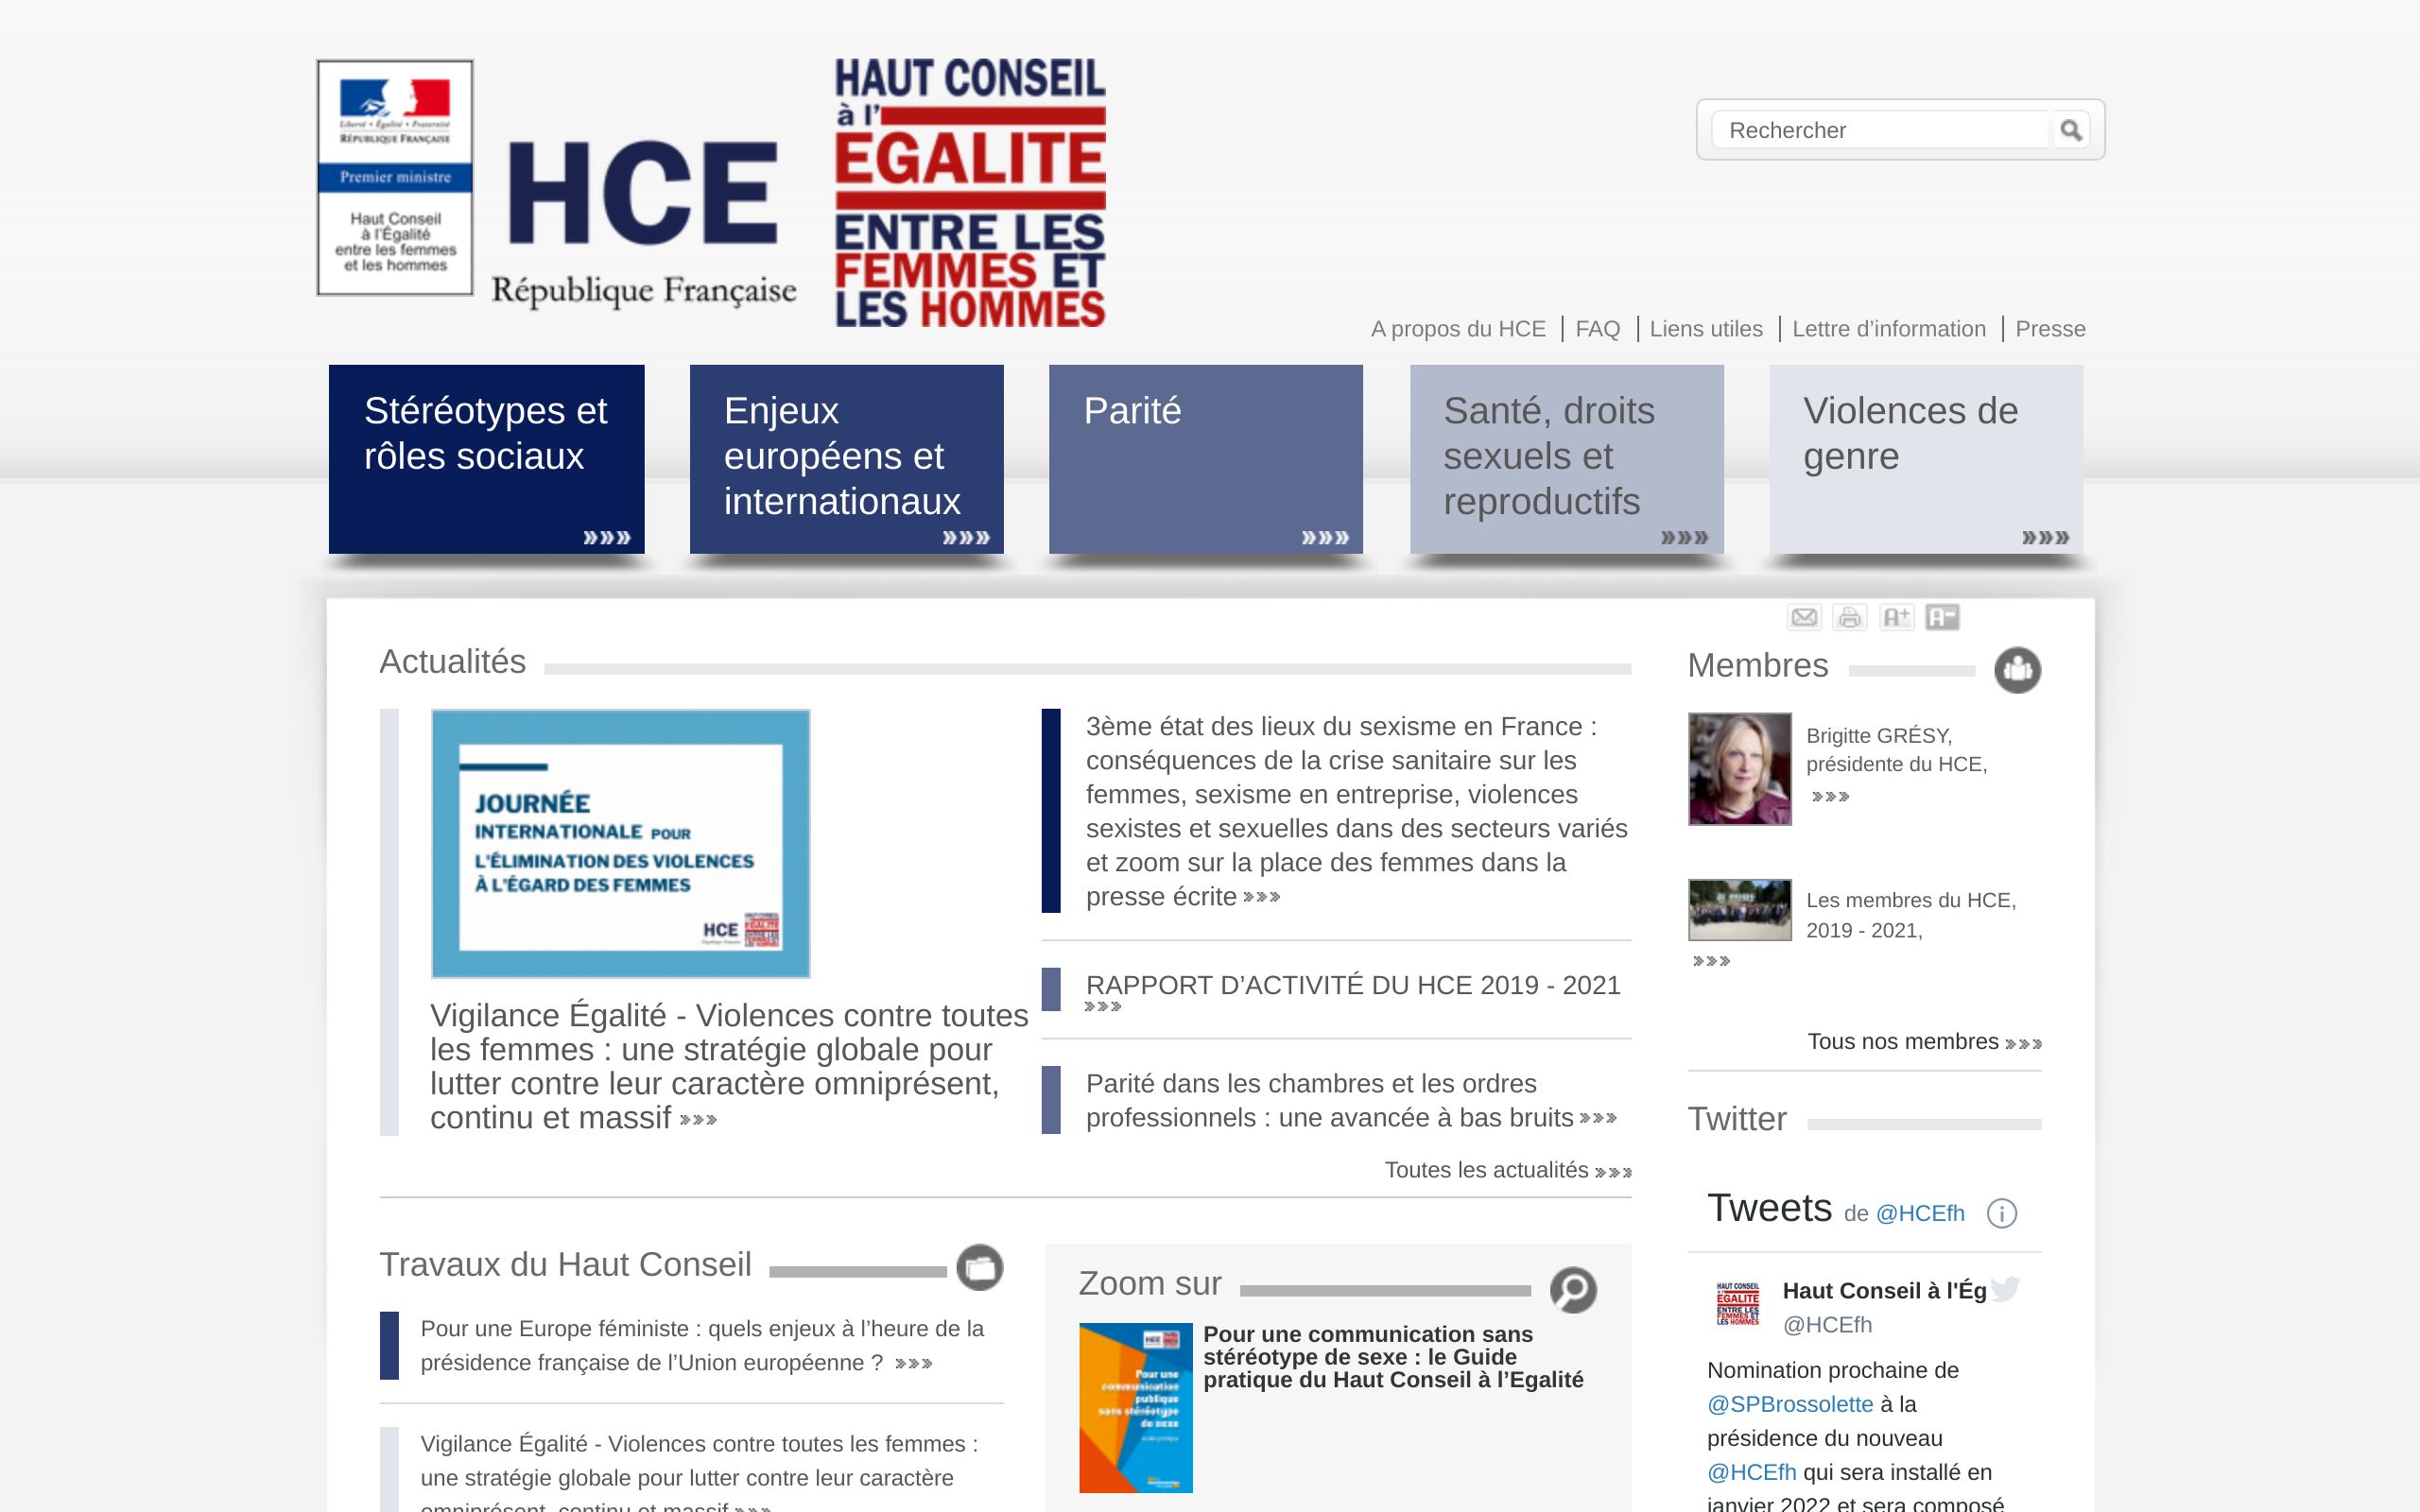 Liberté • Égalité • Fraternité
RÉPUBLIQUE FRANÇAISE
Premier ministre
Haut Conseil
à l'Égalité
entre les femmes
et les hommes
HCE
République Française
HAUT CONSEIL
à l'
EGALITE
ENTRE LES
FEMMES ET
LES HOMMES
Rechercher
A propos du HCE
FAQ
Liens utiles
Lettre d’information
Presse
Stéréotypes et
rôles sociaux
»»»
Enjeux
européens et
internationaux
»»»
Parité
»»»
Santé, droits
sexuels et
reproductifs
»»»
Violences de
genre
»»»
A+
A-
Actualités
JOURNÉE
INTERNATIONALE POUR
L'ÉLIMINATION DES VIOLENCES
À L'ÉGARD DES FEMMES
HCE
Vigilance Égalité - Violences contre toutes
les femmes : une stratégie globale pour
lutter contre leur caractère omniprésent,
continu et massif »»»
3ème état des lieux du sexisme en France :
conséquences de la crise sanitaire sur les
femmes, sexisme en entreprise, violences
sexistes et sexuelles dans des secteurs variés
et zoom sur la place des femmes dans la
presse écrite »»»
RAPPORT D’ACTIVITÉ DU HCE 2019 - 2021
»»»
Parité dans les chambres et les ordres
professionnels : une avancée à bas bruits »»»
Toutes les actualités »»»
Membres
Brigitte GRÉSY,
présidente du HCE,
»»»
Les membres du HCE,
2019 - 2021,
»»»
Tous nos membres »»»
Twitter
Tweets de @HCEfh
HAUT CONSEIL
EGALITE
ENTRE LES
FEMMES ET
LES HOMMES
Haut Conseil à l'Ég
@HCEfh
Nomination prochaine de
@SPBrossolette à la
présidence du nouveau
@HCEfh qui sera installé en
janvier 2022 et sera composé
Travaux du Haut Conseil
Pour une Europe féministe : quels enjeux à l’heure de la
présidence française de l’Union européenne ? »»»
Vigilance Égalité - Violences contre toutes les femmes :
une stratégie globale pour lutter contre leur caractère
omniprésent, continu et massif »»»
Zoom sur
Pour une
communication
publique
sans stéréotype
de sexe
Pour une communication sans
stéréotype de sexe : le Guide
pratique du Haut Conseil à l’Egalité